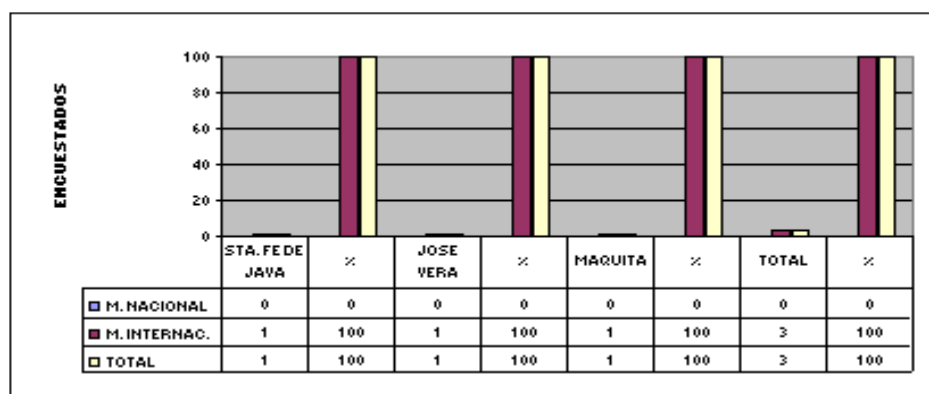 ENCUESTADOS
100
80
60
40
20
0
STA. FE DE JAVA % JOSE VERA % MAQUITA % TOTAL %
M. NACIONAL 0 0 0 0 0 0 0 0
M. INTERNAC. 1 100 1 100 1 100 3 100
TOTAL 1 100 1 100 1 100 3 100